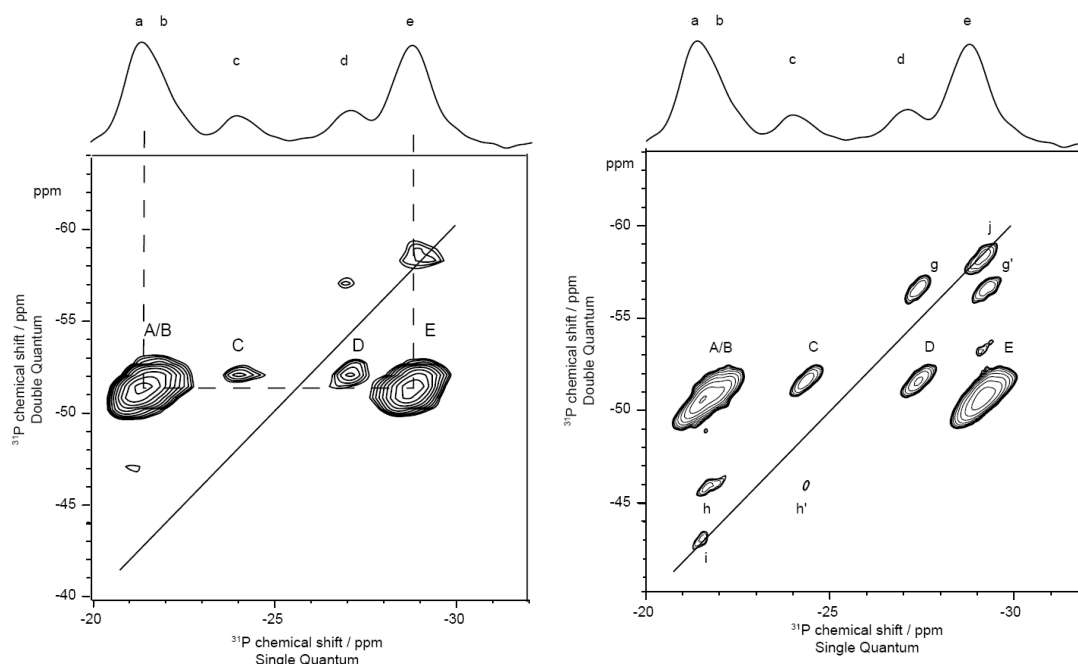 a b e
c d
ppm
-60
-55
-50
-45
-40
A/B C D E
-20 -25 -30
³¹P chemical shift / ppm
Double Quantum
³¹P chemical shift / ppm
Single Quantum
a b e
c d
ppm
-60
-55
-50
-45
j
g g'
A/B C D E
h h'
i
-20 -25 -30
³¹P chemical shift / ppm
Double Quantum
³¹P chemical shift / ppm
Single Quantum